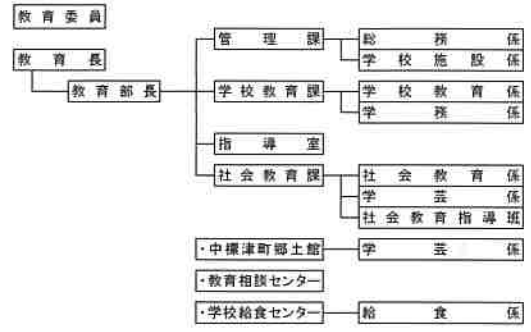 教育委員
教育長
教育部長
管理課
総務係
学校施設係
学校教育課
学校教育係
学務係
指導室
社会教育課
社会教育係
学芸係
社会教育指導班
・中標津町郷土館
学芸係
・教育相談センター
・学校給食センター
給食係